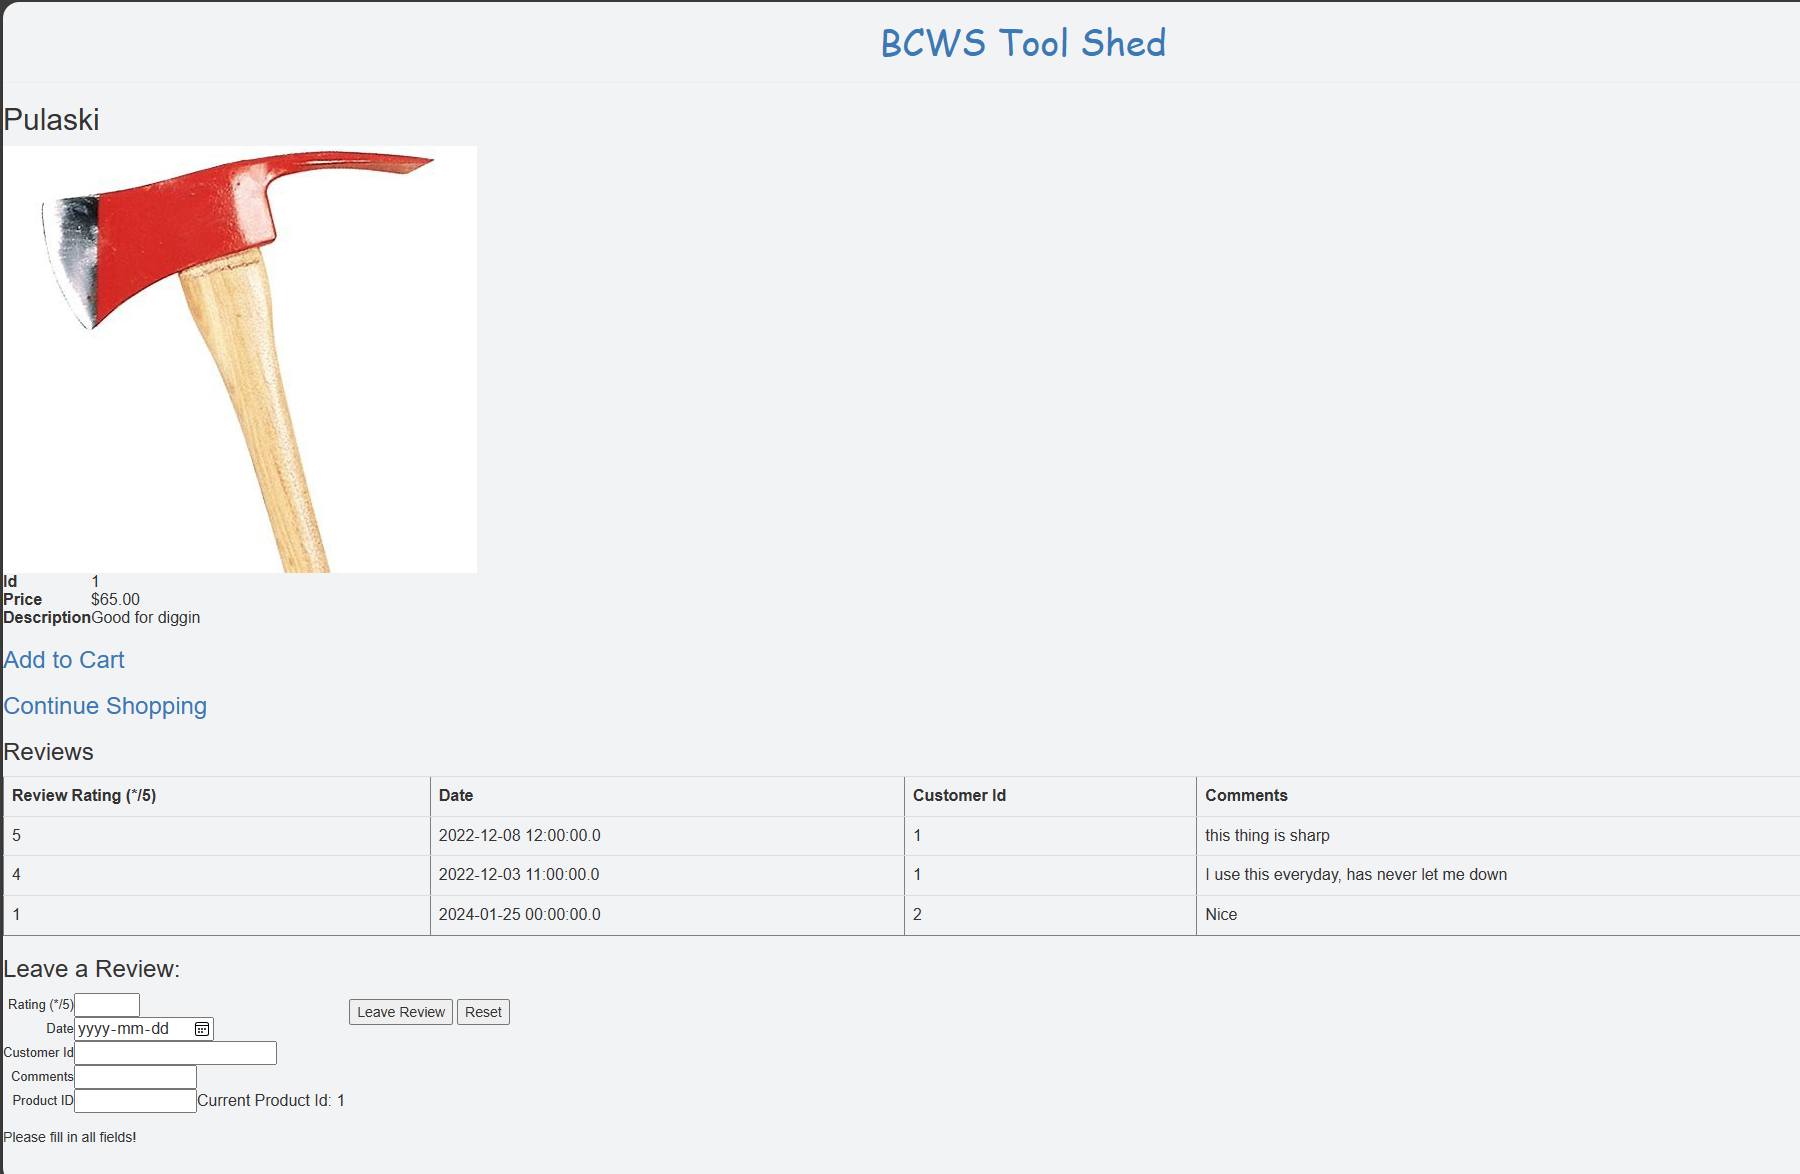 BCWS Tool Shed
Pulaski
Id 1
Price $65.00
Description Good for diggin
Add to Cart
Continue Shopping
Reviews
Review Rating (*/5) Date Customer Id Comments
5 2022-12-08 12:00:00.0 1 this thing is sharp
4 2022-12-03 11:00:00.0 1 I use this everyday, has never let me down
1 2024-01-25 00:00:00.0 2 Nice
Leave a Review:
Rating (*/5) Leave Review Reset
Date yyyy-mm-dd
Customer Id
Comments
Product ID Current Product Id: 1
Please fill in all fields!